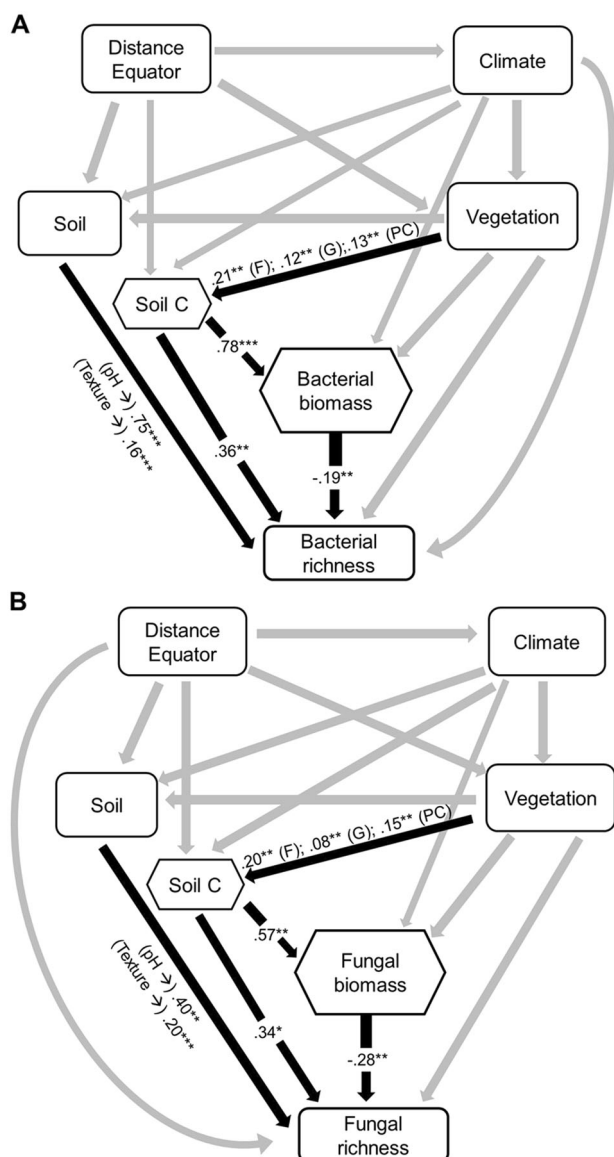 A
Distance
Equator
Climate
Soil
Vegetation
.21** (F); .12** (G);.13** (PC)
Soil C
.78***
Bacterial
biomass
(pH →) .75***
(Texture →) .16***
.36**
-.19**
Bacterial
richness
B
Distance
Equator
Climate
Soil
Vegetation
.20** (F); .08** (G); .15** (PC)
Soil C
.57**
Fungal
biomass
(pH →) .40**
(Texture →) .20***
.34*
-.28**
Fungal
richness